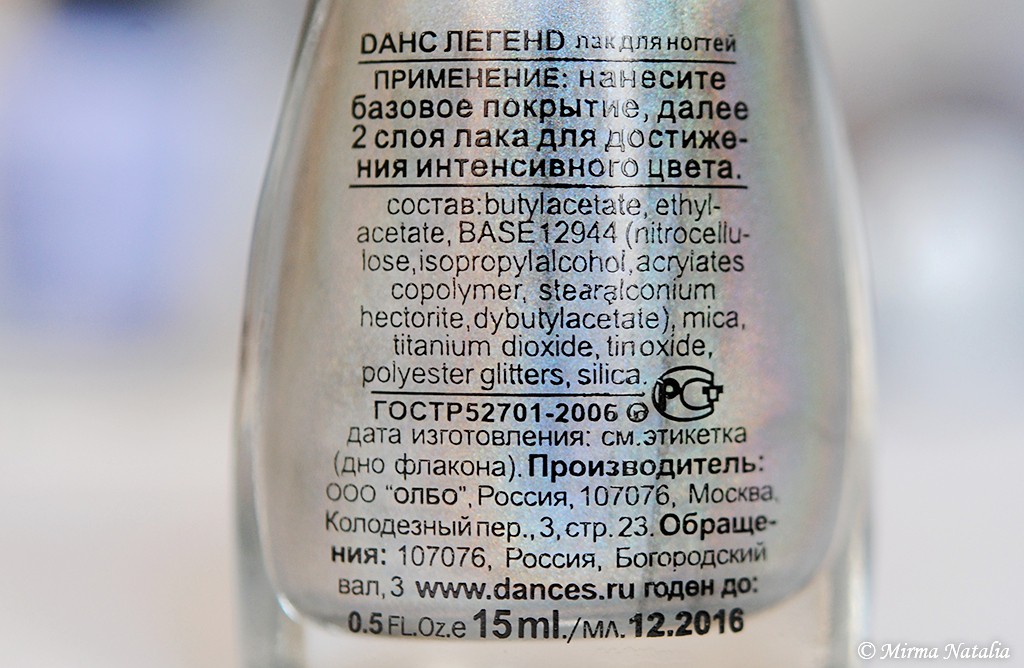 DАНС ЛЕГЕНD лак для ногтей
ПРИМЕНЕНИЕ: нанесите
базовое покрытие, далее
2 слоя лака для достиже-
ния интенсивного цвета.
состав:butylacetate, ethyl-
acetate, BASE12944 (nitrocellu-
lose,isopropylalcohol,acrylates
copolymer, stearalconium
hectorite,dybutylacetate), mica,
titanium dioxide, tin oxide,
polyester glitters, silica.
РСТ
ГОСТР52701-2006
дата изготовления: см.этикетка
(дно флакона). Производитель:
ООО "ОЛБО", Россия, 107076, Москва,
Колодезный пер., 3, стр. 23. Обраще-
ния: 107076, Россия, Богородский
вал, 3 www.dances.ru годен до:
0.5 FL.Oz.e 15ml./мл. 12.2016
© Mirma Natalia